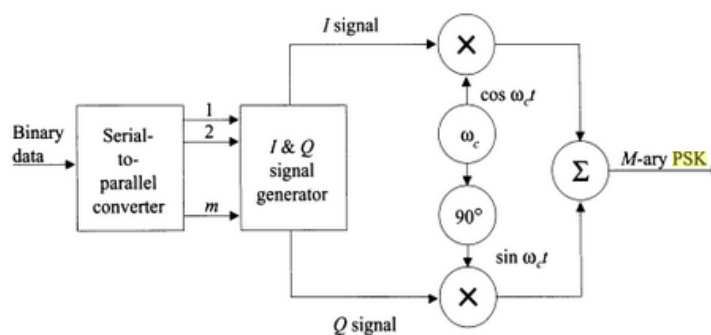 I signal
×
cos ω_c t
Binary data
Serial-
to-
parallel
converter
1
2
m
I & Q
signal
generator
ω_c
90°
Σ
M-ary PSK
sin ω_c t
×
Q signal